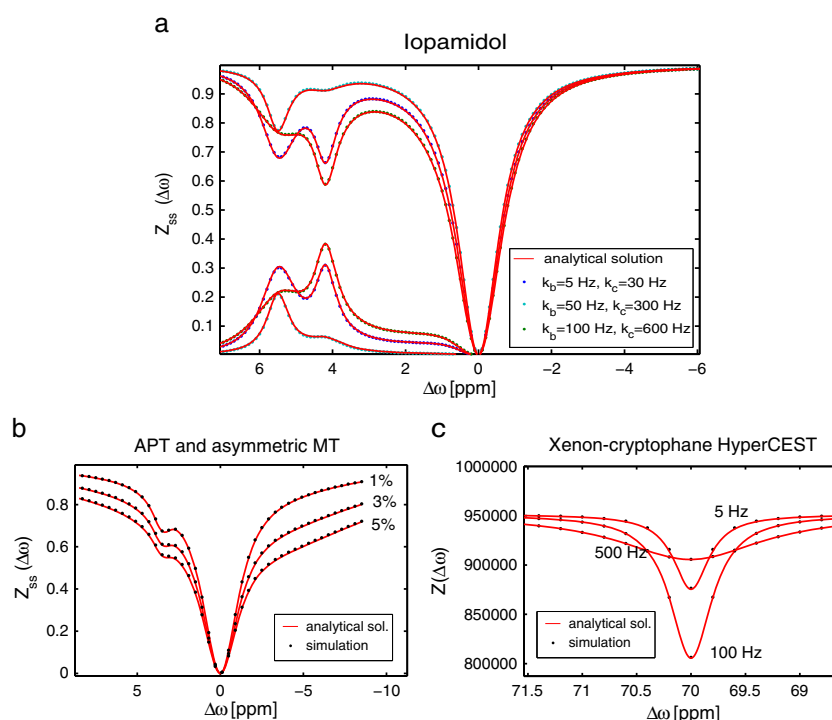 a
Iopamidol
Z_ss (Δω)
0.9
0.8
0.7
0.6
0.5
0.4
0.3
0.2
0.1
analytical solution
k_b=5 Hz, k_c=30 Hz
k_b=50 Hz, k_c=300 Hz
k_b=100 Hz, k_c=600 Hz
6 4 2 0 −2 −4 −6
Δω [ppm]
b
APT and asymmetric MT
Z_ss (Δω)
0.8
0.6
0.4
0.2
0
1%
3%
5%
analytical sol.
simulation
5 0 −5 −10
Δω [ppm]
c
Xenon-cryptophane HyperCEST
Z(Δω)
1000000
950000
900000
850000
800000
5 Hz
500 Hz
100 Hz
analytical sol.
simulation
71.5 71 70.5 70 69.5 69
Δω [ppm]